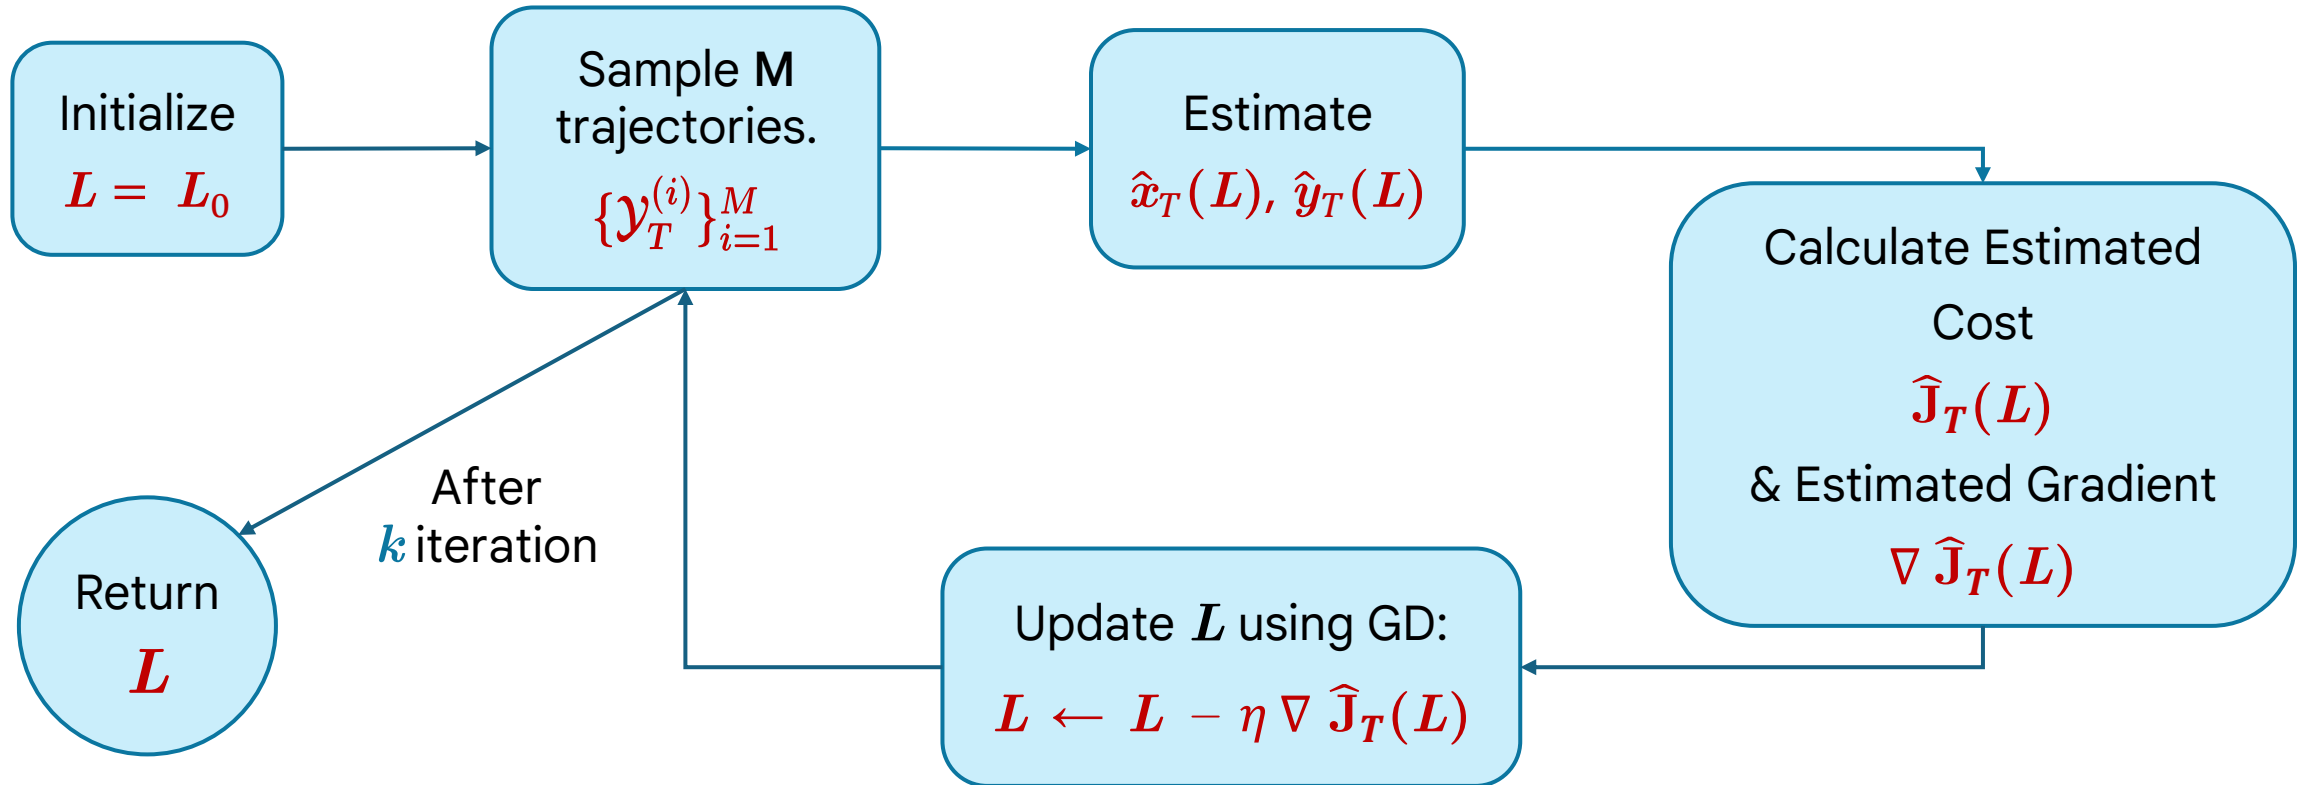 Initialize
L = L₀
Sample M
trajectories.
{𝒴_T^(i)}_{i=1}^M
Estimate
x̂_T(L), ŷ_T(L)
Calculate Estimated
Cost
Ĵ_T(L)
& Estimated Gradient
∇ Ĵ_T(L)
Update L using GD:
L ← L − η ∇ Ĵ_T(L)
After
k iteration
Return
L